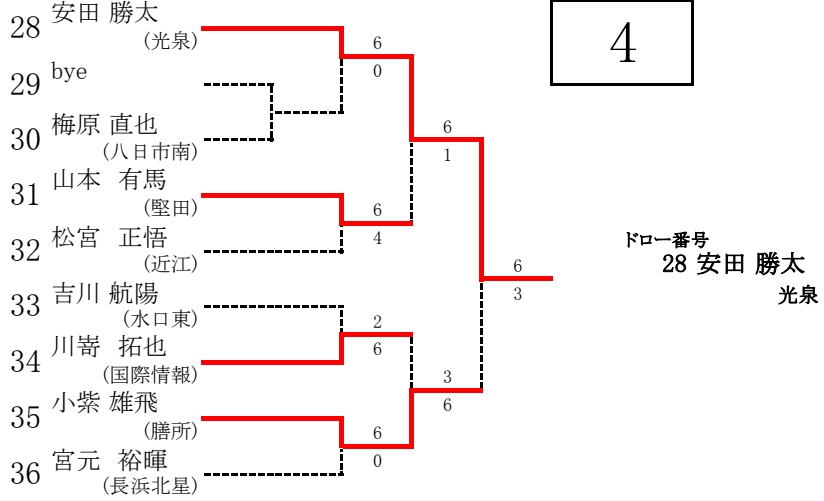 4
28 安田 勝太
(光泉)
29 bye
30 梅原 直也
(八日市南)
31 山本 有馬
(堅田)
32 松宮 正悟
(近江)
33 吉川 航陽
(水口東)
34 川嵜 拓也
(国際情報)
35 小柴 雄飛
(膳所)
36 宮元 裕暉
(長浜北星)
6
0
6
4
2
6
6
0
6
1
3
6
6
3
ドロー番号
28 安田 勝太
光泉